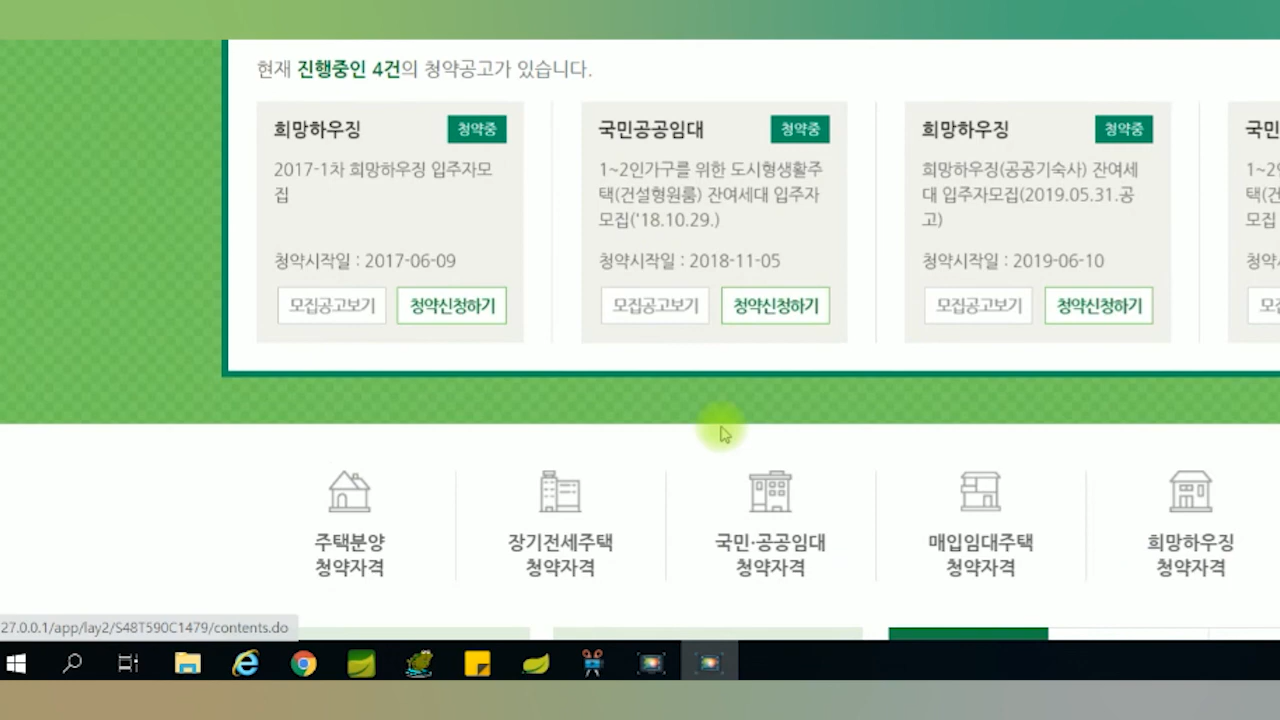 현재 진행중인 4건의 청약공고가 있습니다.
희망하우징 청약중
2017-1차 희망하우징 입주자모
집
청약시작일 : 2017-06-09
모집공고보기 청약신청하기
국민공공임대 청약중
1~2인가구를 위한 도시형생활주
택(건설형원룸) 잔여세대 입주자
모집('18.10.29.)
청약시작일 : 2018-11-05
모집공고보기 청약신청하기
희망하우징 청약중
희망하우징(공공기숙사) 잔여세
대 입주자모집(2019.05.31.공
고)
청약시작일 : 2019-06-10
모집공고보기 청약신청하기
국민
1~2
택(건
모집
주택분양
청약자격
장기전세주택
청약자격
국민·공공임대
청약자격
매입임대주택
청약자격
희망하우징
청약자격
27.0.0.1/app/lay2/S48T590C1479/contents.do